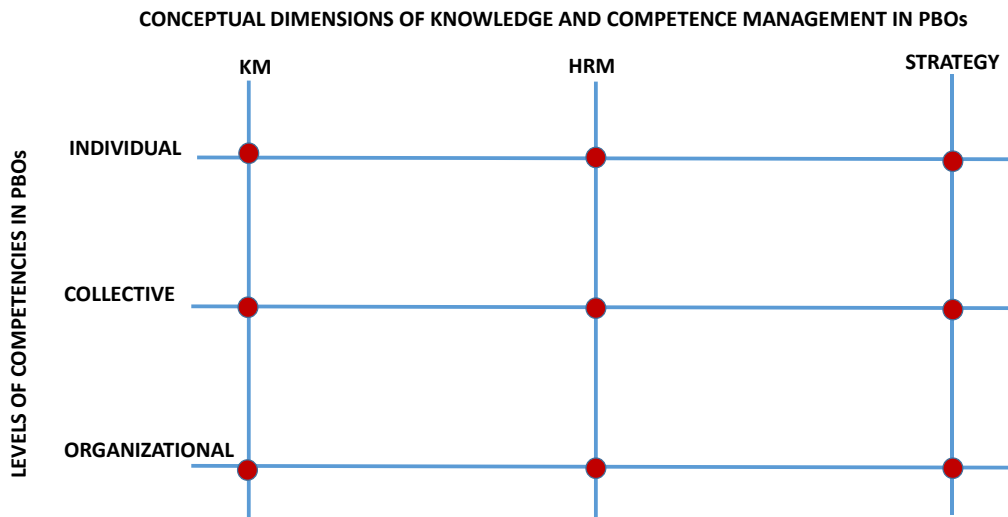 CONCEPTUAL DIMENSIONS OF KNOWLEDGE AND COMPETENCE MANAGEMENT IN PBOs
KM
HRM
STRATEGY
LEVELS OF COMPETENCIES IN PBOs
INDIVIDUAL
COLLECTIVE
ORGANIZATIONAL